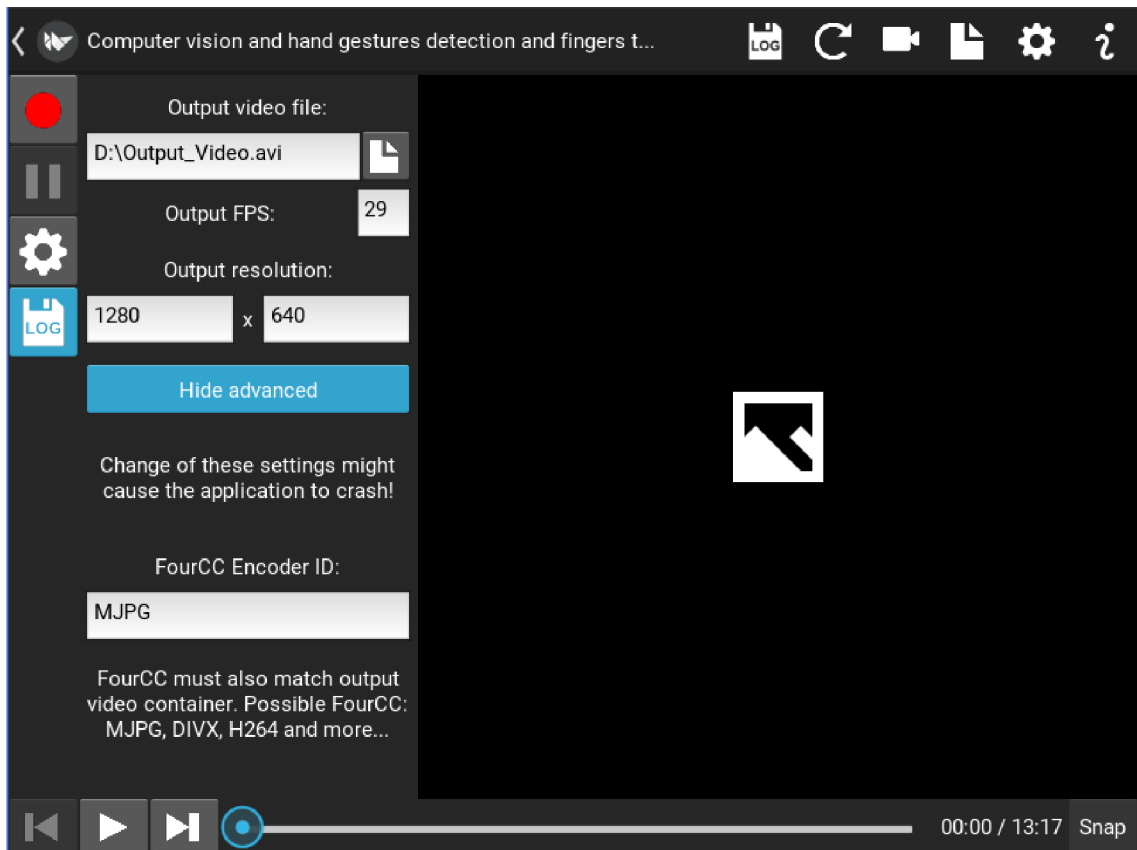 Computer vision and hand gestures detection and fingers t...
LOG
i
Output video file:
D:\Output_Video.avi
Output FPS:
29
Output resolution:
LOG
1280
x
640
Hide advanced
Change of these settings might
cause the application to crash!
FourCC Encoder ID:
MJPG
FourCC must also match output
video container. Possible FourCC:
MJPG, DIVX, H264 and more...
00:00 / 13:17
Snap